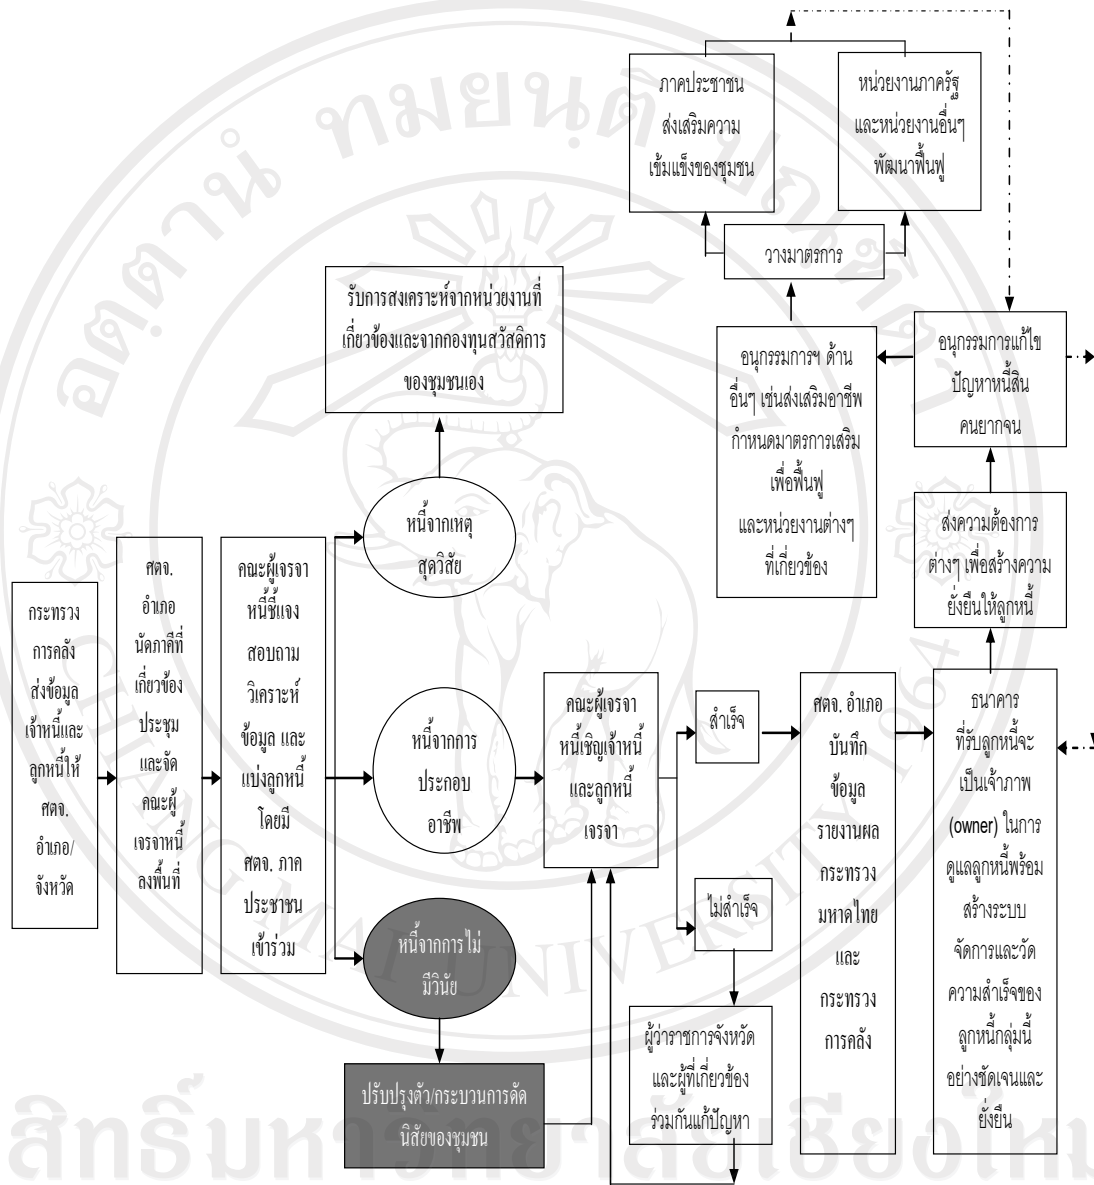 ภาคประชาชน
ส่งเสริมความ
เข้มแข็งของชุมชน
หน่วยงานภาครัฐ
และหน่วยงานอื่นๆ
พัฒนาฟื้นฟู
วางมาตรการ
รับการสงเคราะห์จากหน่วยงานที่
เกี่ยวข้องและจากกองทุนสวัสดิการ
ของชุมชนเอง
อนุกรรมการฯ ด้าน
อื่นๆ เช่นส่งเสริมอาชีพ
กำหนดมาตรการเสริม
เพื่อฟื้นฟู
และหน่วยงานต่างๆ
ที่เกี่ยวข้อง
อนุกรรมการแก้ไข
ปัญหาหนี้สิน
คนยากจน
ส่งความต้องการ
ต่างๆ เพื่อสร้างความ
ยั่งยืนให้ลูกหนี้
กระทรวง
การคลัง
ส่งข้อมูล
เจ้าหนี้และ
ลูกหนี้ให้
ศตจ.
อำเภอ/
จังหวัด
ศตจ.
อำเภอ
นัดภาคีที่
เกี่ยวข้อง
ประชุม
และจัด
คณะผู้
เจรจาหนี้
ลงพื้นที่
คณะผู้เจรจา
หนี้ชี้แจง
สอบถาม
วิเคราะห์
ข้อมูล และ
แบ่งลูกหนี้
โดยมี
ศตจ. ภาค
ประชาชน
เข้าร่วม
หนี้จากเหตุ
สุดวิสัย
หนี้จากการ
ประกอบ
อาชีพ
หนี้จากการไม่
มีวินัย
ปรับปรุงตัว/กระบวนการดัด
นิสัยของชุมชน
คณะผู้เจรจา
หนี้เชิญเจ้าหนี้
และลูกหนี้
เจรจา
สำเร็จ
ไม่สำเร็จ
ผู้ว่าราชการจังหวัด
และผู้ที่เกี่ยวข้อง
ร่วมกันแก้ปัญหา
ศตจ. อำเภอ
บันทึก
ข้อมูล
รายงานผล
กระทรวง
มหาดไทย
และ
กระทรวง
การคลัง
ธนาคาร
ที่รับลูกหนี้จะ
เป็นเจ้าภาพ
(owner) ในการ
ดูแลลูกหนี้พร้อม
สร้างระบบ
จัดการและวัด
ความสำเร็จของ
ลูกหนี้กลุ่มนี้
อย่างชัดเจนและ
ยั่งยืน
อตฺตานํ ทมยนฺติ ปณฺฑิตา
CHIANG MAI UNIVERSITY 1964
สิทธิ์มหาวิทยาลัยเชียงใหม